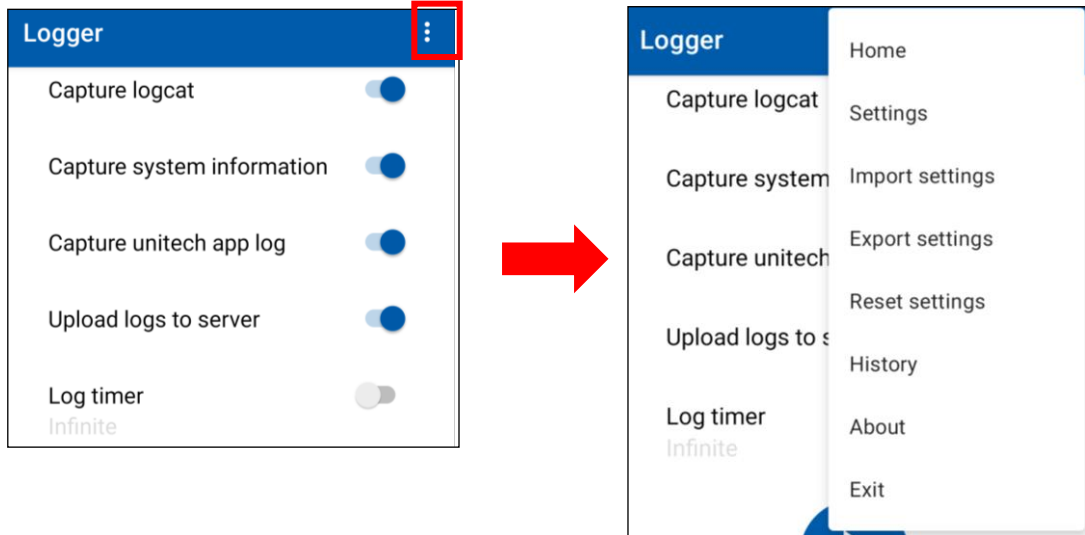 Logger
Capture logcat
Capture system information
Capture unitech app log
Upload logs to server
Log timer
Infinite
Logger
Capture logcat
Capture system
Capture unitech
Upload logs to s
Log timer
Infinite
Home
Settings
Import settings
Export settings
Reset settings
History
About
Exit